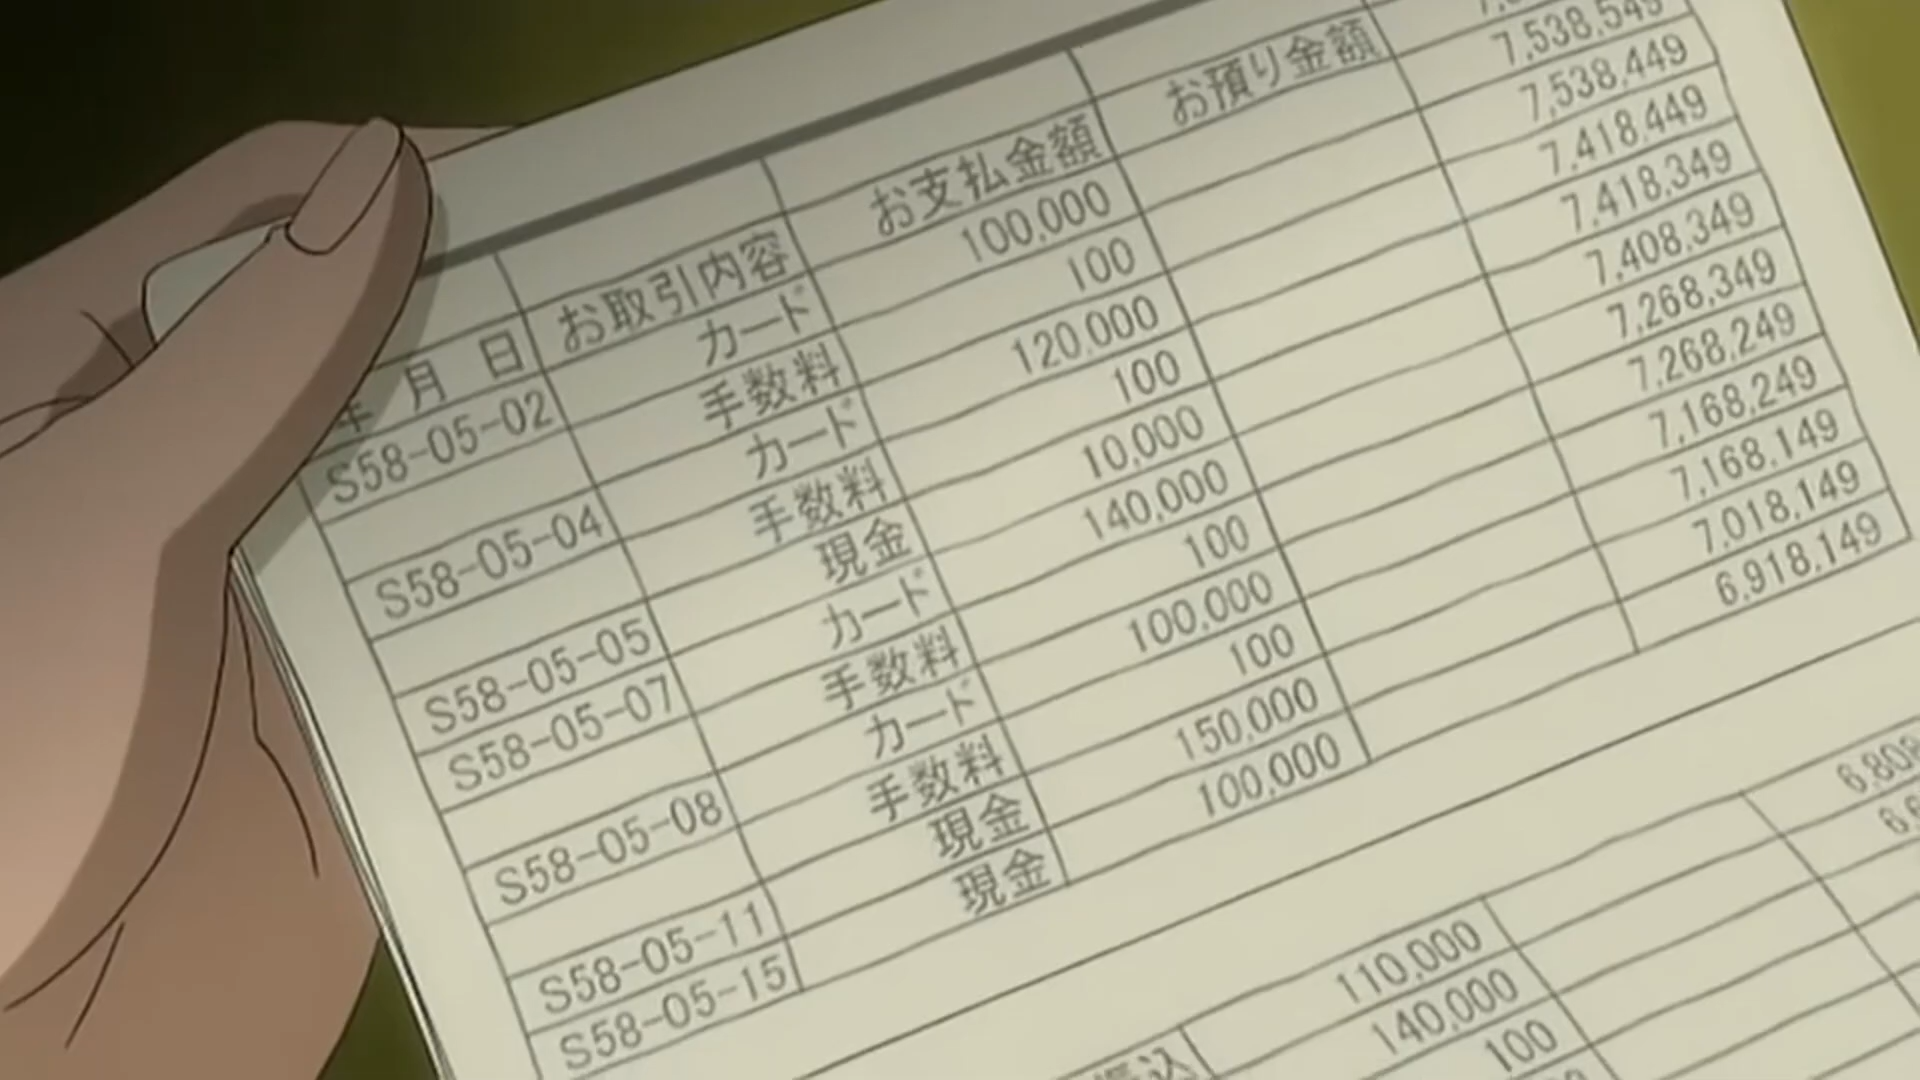 年 月 日 お取引内容 お支払金額 お預り金額
S58-05-02 カード 100,000 7,538,549
手数料 100 7,538,449
S58-05-04 カード 120,000 7,418,449
手数料 100 7,418,349
S58-05-05 現金 10,000 7,408,349
S58-05-07 カード 140,000 7,268,349
手数料 100 7,268,249
S58-05-08 カード 100,000 7,168,249
手数料 100 7,168,149
S58-05-11 現金 150,000 7,018,149
S58-05-15 現金 100,000 6,918,149
振込 110,000
140,000
100